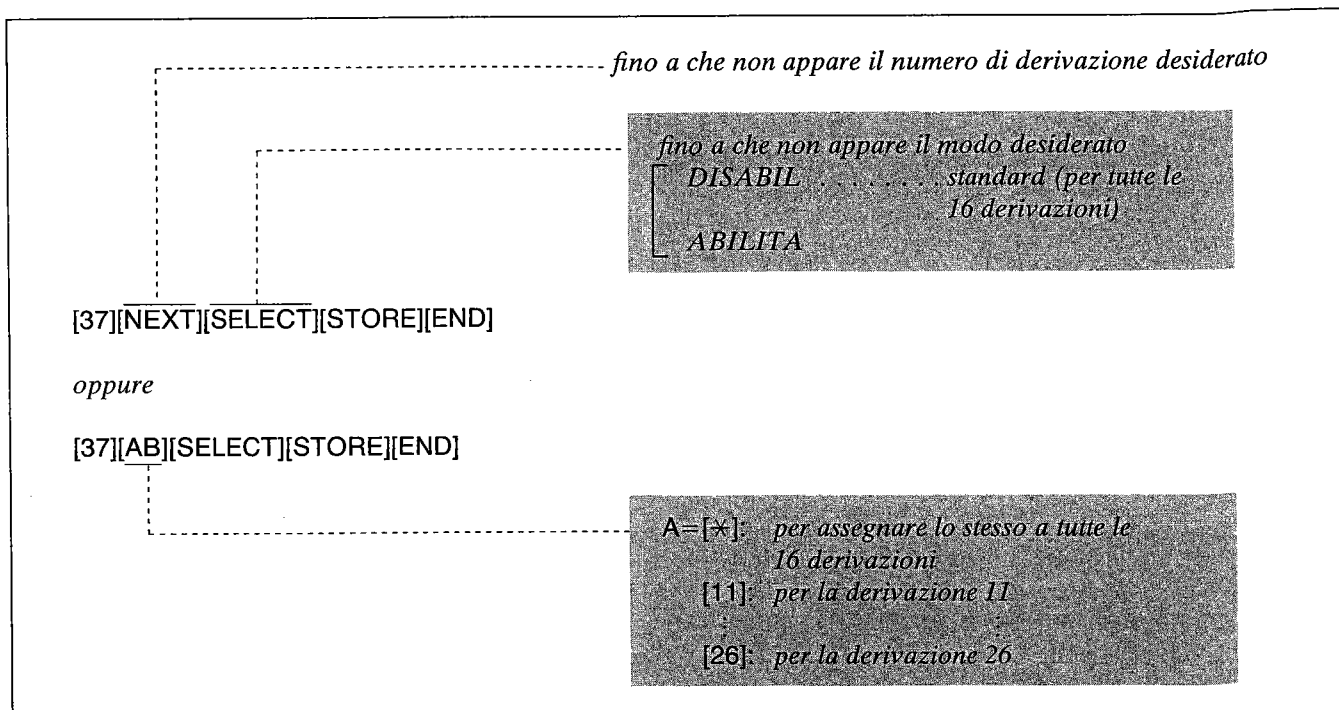 fino a che non appare il numero di derivazione desiderato
fino a che non appare il modo desiderato
DISABIL ........ standard (per tutte le
16 derivazioni)
ABILITA
[37][NEXT][SELECT][STORE][END]
oppure
[37][AB][SELECT][STORE][END]
A=[*]: per assegnare lo stesso a tutte le
16 derivazioni
[11]: per la derivazione 11
: :
[26]: per la derivazione 26